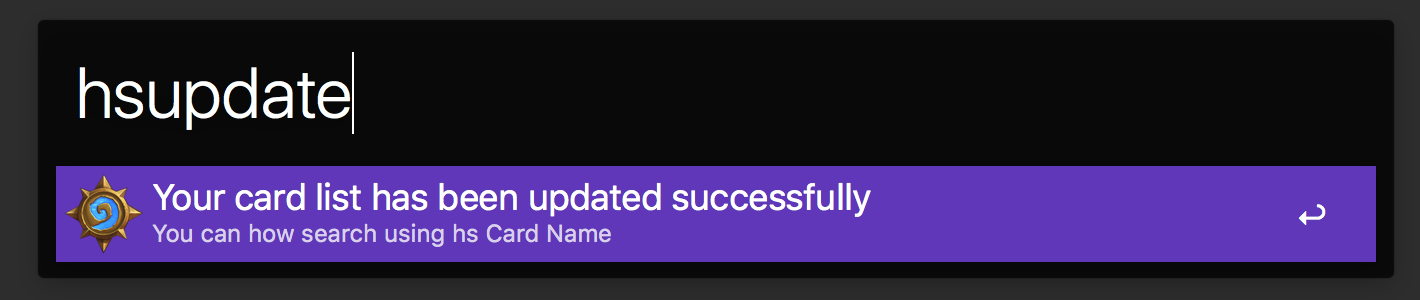 hsupdate
Your card list has been updated successfully
You can how search using hs Card Name